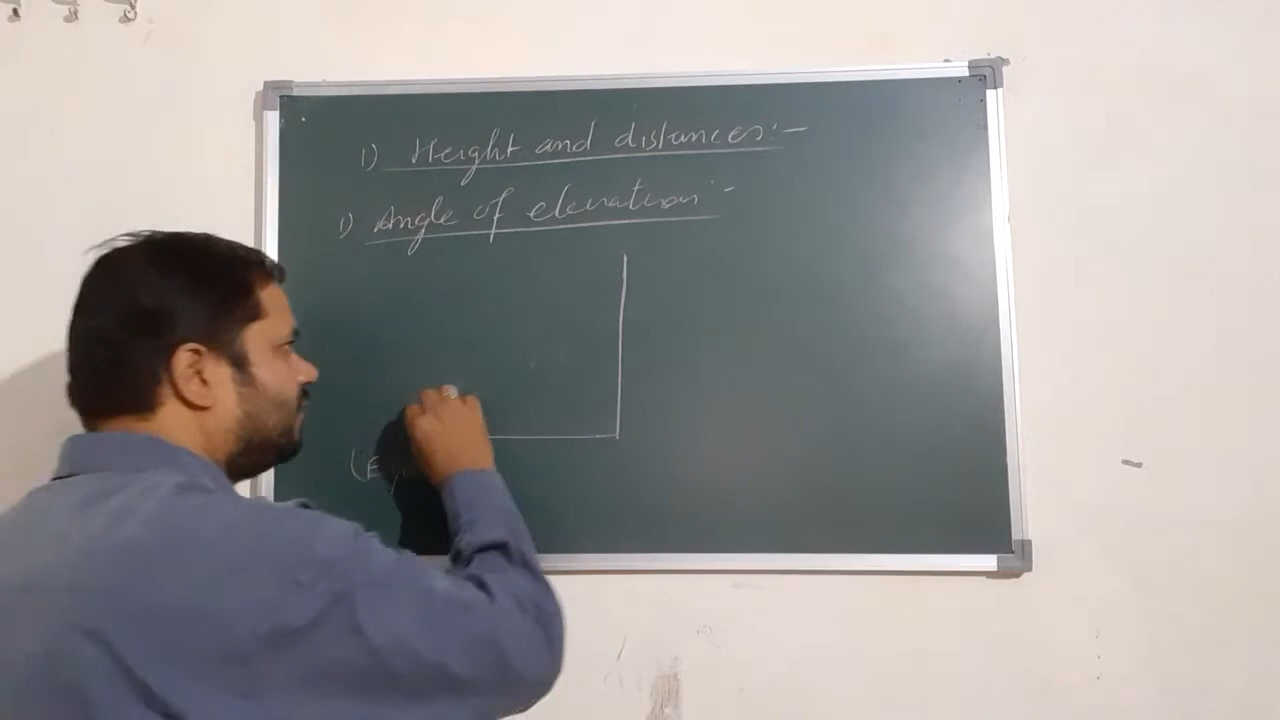 1) Height and distances:-
1) Angle of elevation:-
(E